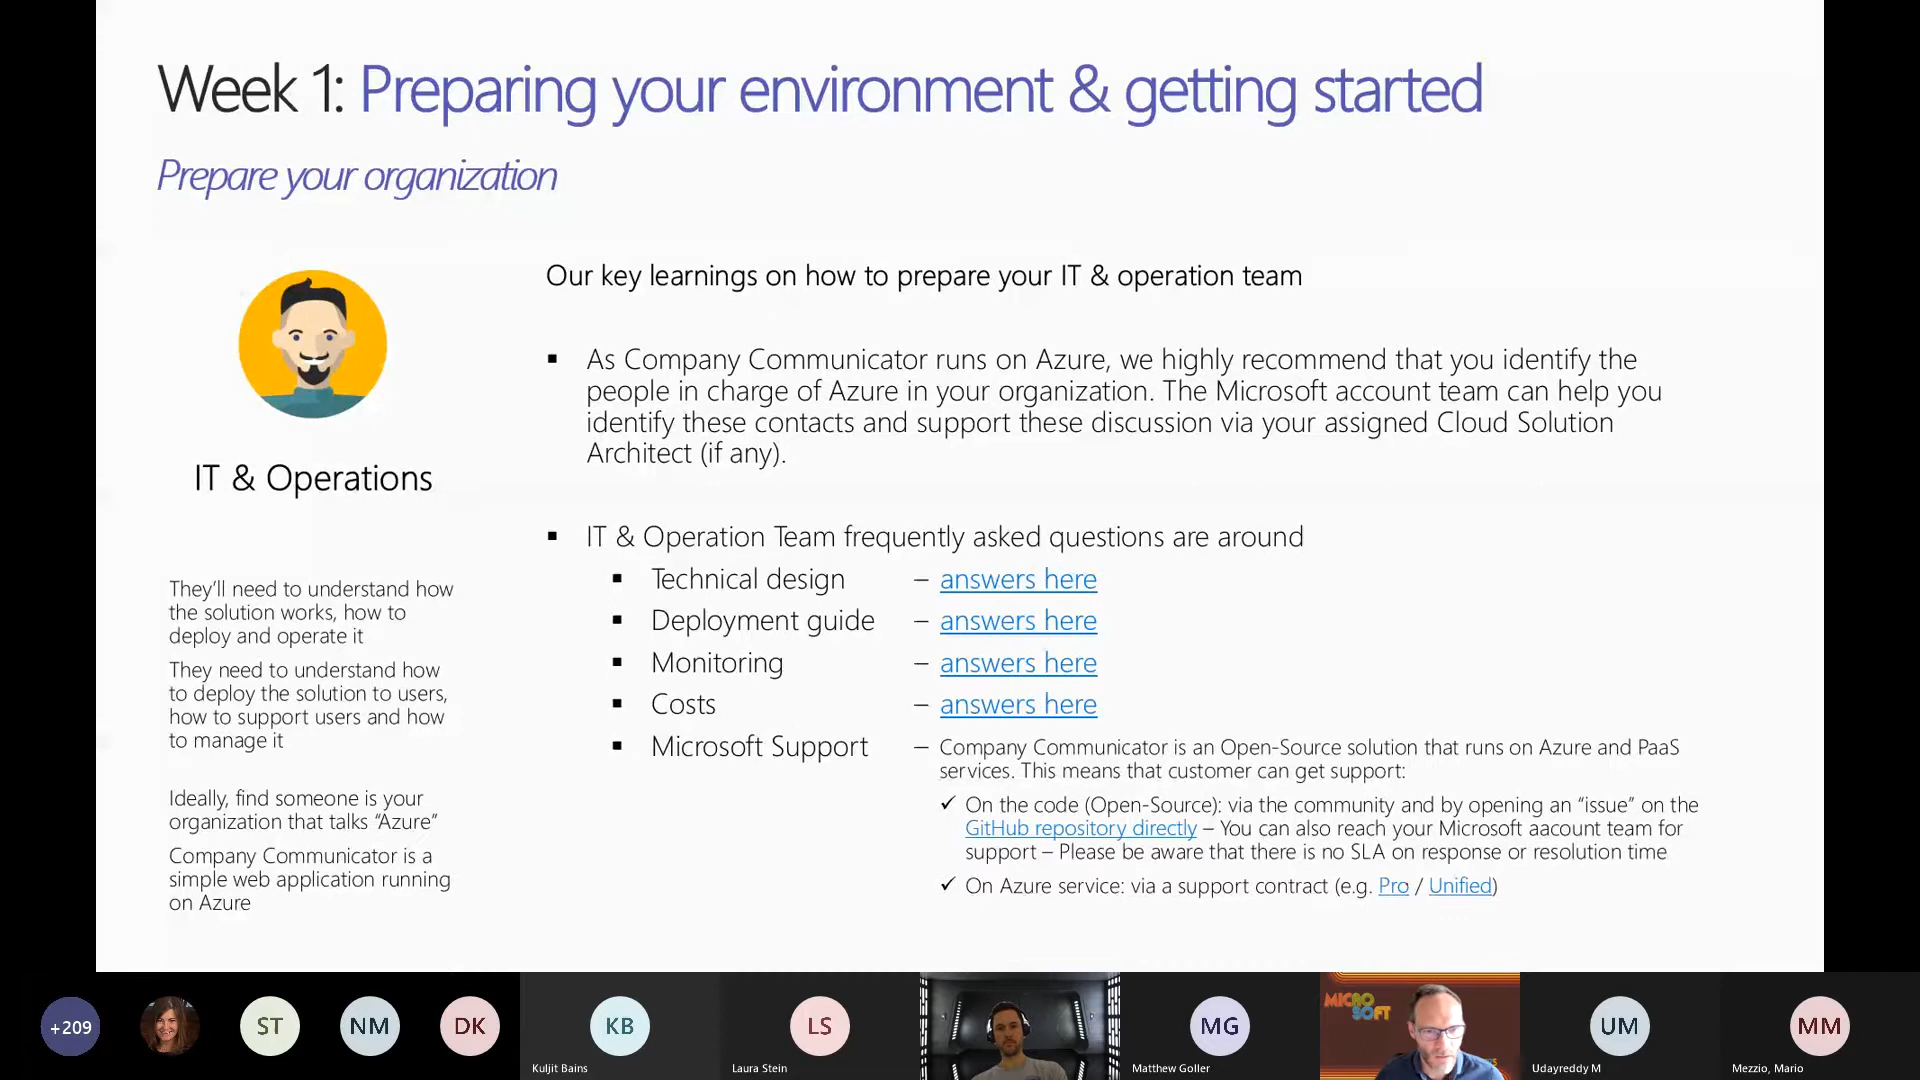 Week 1: Preparing your environment & getting started
Prepare your organization
IT & Operations
They’ll need to understand how
the solution works, how to
deploy and operate it
They need to understand how
to deploy the solution to users,
how to support users and how
to manage it
Ideally, find someone is your
organization that talks “Azure”
Company Communicator is a
simple web application running
on Azure
Our key learnings on how to prepare your IT & operation team
▪ As Company Communicator runs on Azure, we highly recommend that you identify the
people in charge of Azure in your organization. The Microsoft account team can help you
identify these contacts and support these discussion via your assigned Cloud Solution
Architect (if any).
▪ IT & Operation Team frequently asked questions are around
▪ Technical design – answers here
▪ Deployment guide – answers here
▪ Monitoring – answers here
▪ Costs – answers here
▪ Microsoft Support – Company Communicator is an Open-Source solution that runs on Azure and PaaS
services. This means that customer can get support:
✓ On the code (Open-Source): via the community and by opening an “issue” on the
GitHub repository directly – You can also reach your Microsoft aacount team for
support – Please be aware that there is no SLA on response or resolution time
✓ On Azure service: via a support contract (e.g. Pro / Unified)
+209
ST
NM
DK
KB
Kuljit Bains
LS
Laura Stein
MG
Matthew Goller
MICRO
SOFT
UM
Udayreddy M
MM
Mezzio, Mario